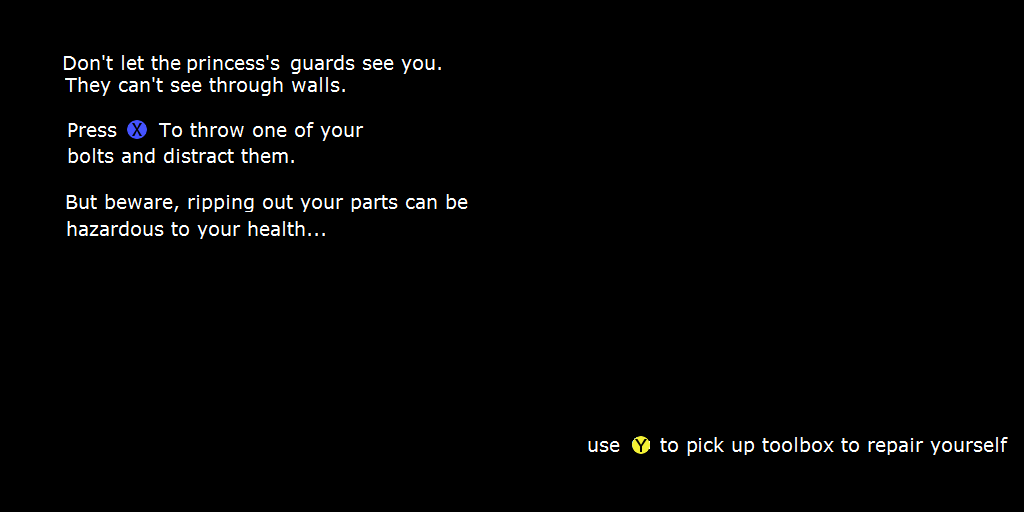 Don't let the princess's guards see you.
They can't see through walls.
Press X To throw one of your
bolts and distract them.
But beware, ripping out your parts can be
hazardous to your health...
use Y to pick up toolbox to repair yourself